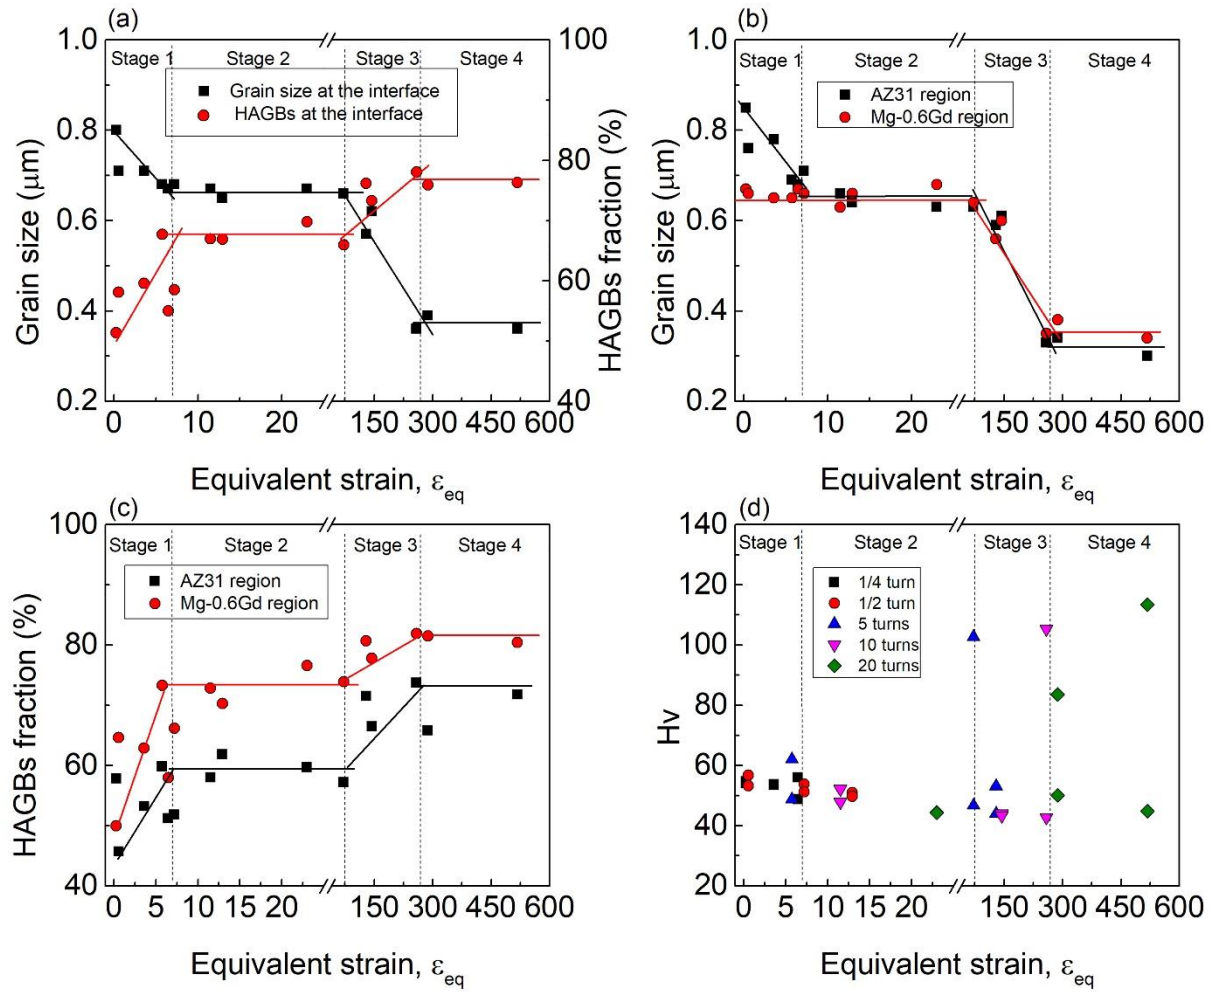 (a)
1.0
0.8
0.6
0.4
0.2
Grain size (μm)
Stage 1
Stage 2
Stage 3
Stage 4
Grain size at the interface
HAGBs at the interface
100
80
60
40
HAGBs fraction (%)
0 5 10 20 150 300 450 600
Equivalent strain, εeq
(b)
1.0
0.8
0.6
0.4
0.2
Grain size (μm)
Stage 1
Stage 2
Stage 3
Stage 4
AZ31 region
Mg-0.6Gd region
0 5 10 20 150 300 450 600
Equivalent strain, εeq
(c)
100
80
60
40
HAGBs fraction (%)
Stage 1
Stage 2
Stage 3
Stage 4
AZ31 region
Mg-0.6Gd region
0 5 15 20 150 300 450 600
Equivalent strain, εeq
(d)
140
120
100
80
60
40
20
Hv
Stage 1
Stage 2
Stage 3
Stage 4
1/4 turn
1/2 turn
5 turns
10 turns
20 turns
0 5 10 20 150 300 450 600
Equivalent strain, εeq